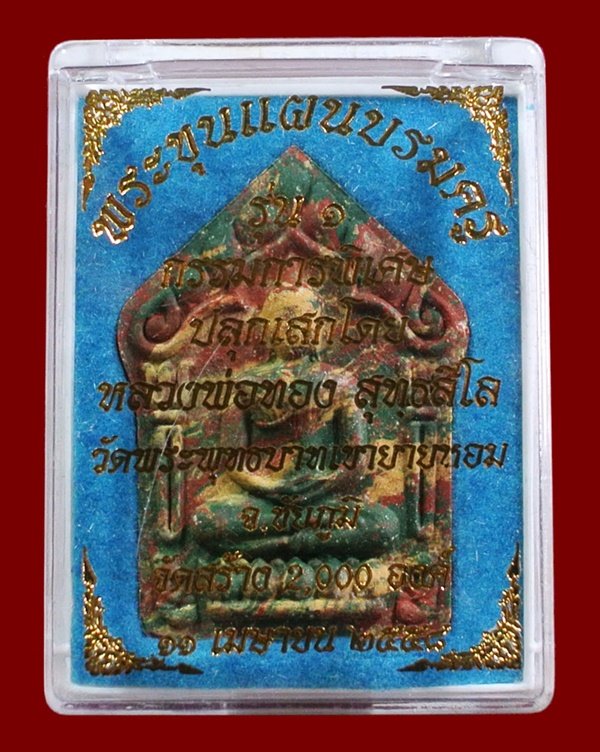 พระขุนแผนบรมครู
รุ่น ๑
กรรมการพิเศษ
ปลุกเสกโดย
หลวงพ่อทอง สุทธสีโล
วัดพระพุทธบาทเขายายหอม
จ.ชัยภูมิ
จัดสร้าง 2,000 องค์
๑๑ เมษายน ๒๕๕๘